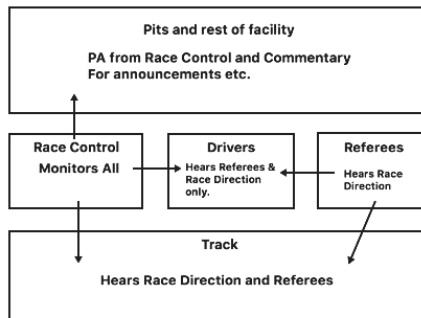 Pits and rest of facility
PA from Race Control and Commentary
For announcements etc.
Race Control
Monitors All
Drivers
Hears Referees &
Race Direction
only.
Referees
Hears Race
Direction
Track
Hears Race Direction and Referees